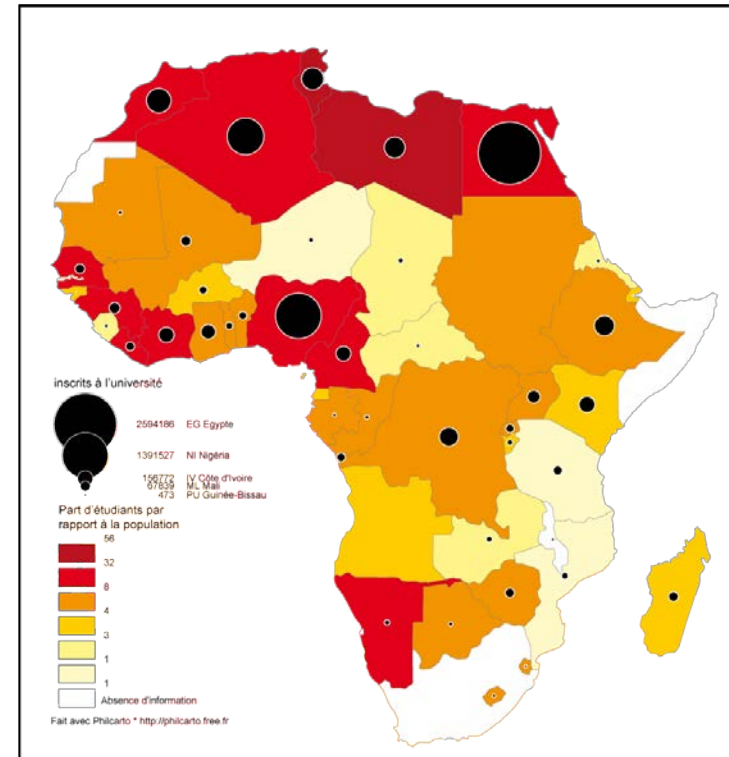 inscrits à l'université
2594186 EG Egypte
1391527 NI Nigéria
156772 IV Côte d'Ivoire
67839 ML Mali
473 PU Guinée-Bissau
Part d'étudiants par
rapport à la population
56
32
8
4
3
1
1
Absence d'information
Fait avec Philcarto * http://philcarto.free.fr